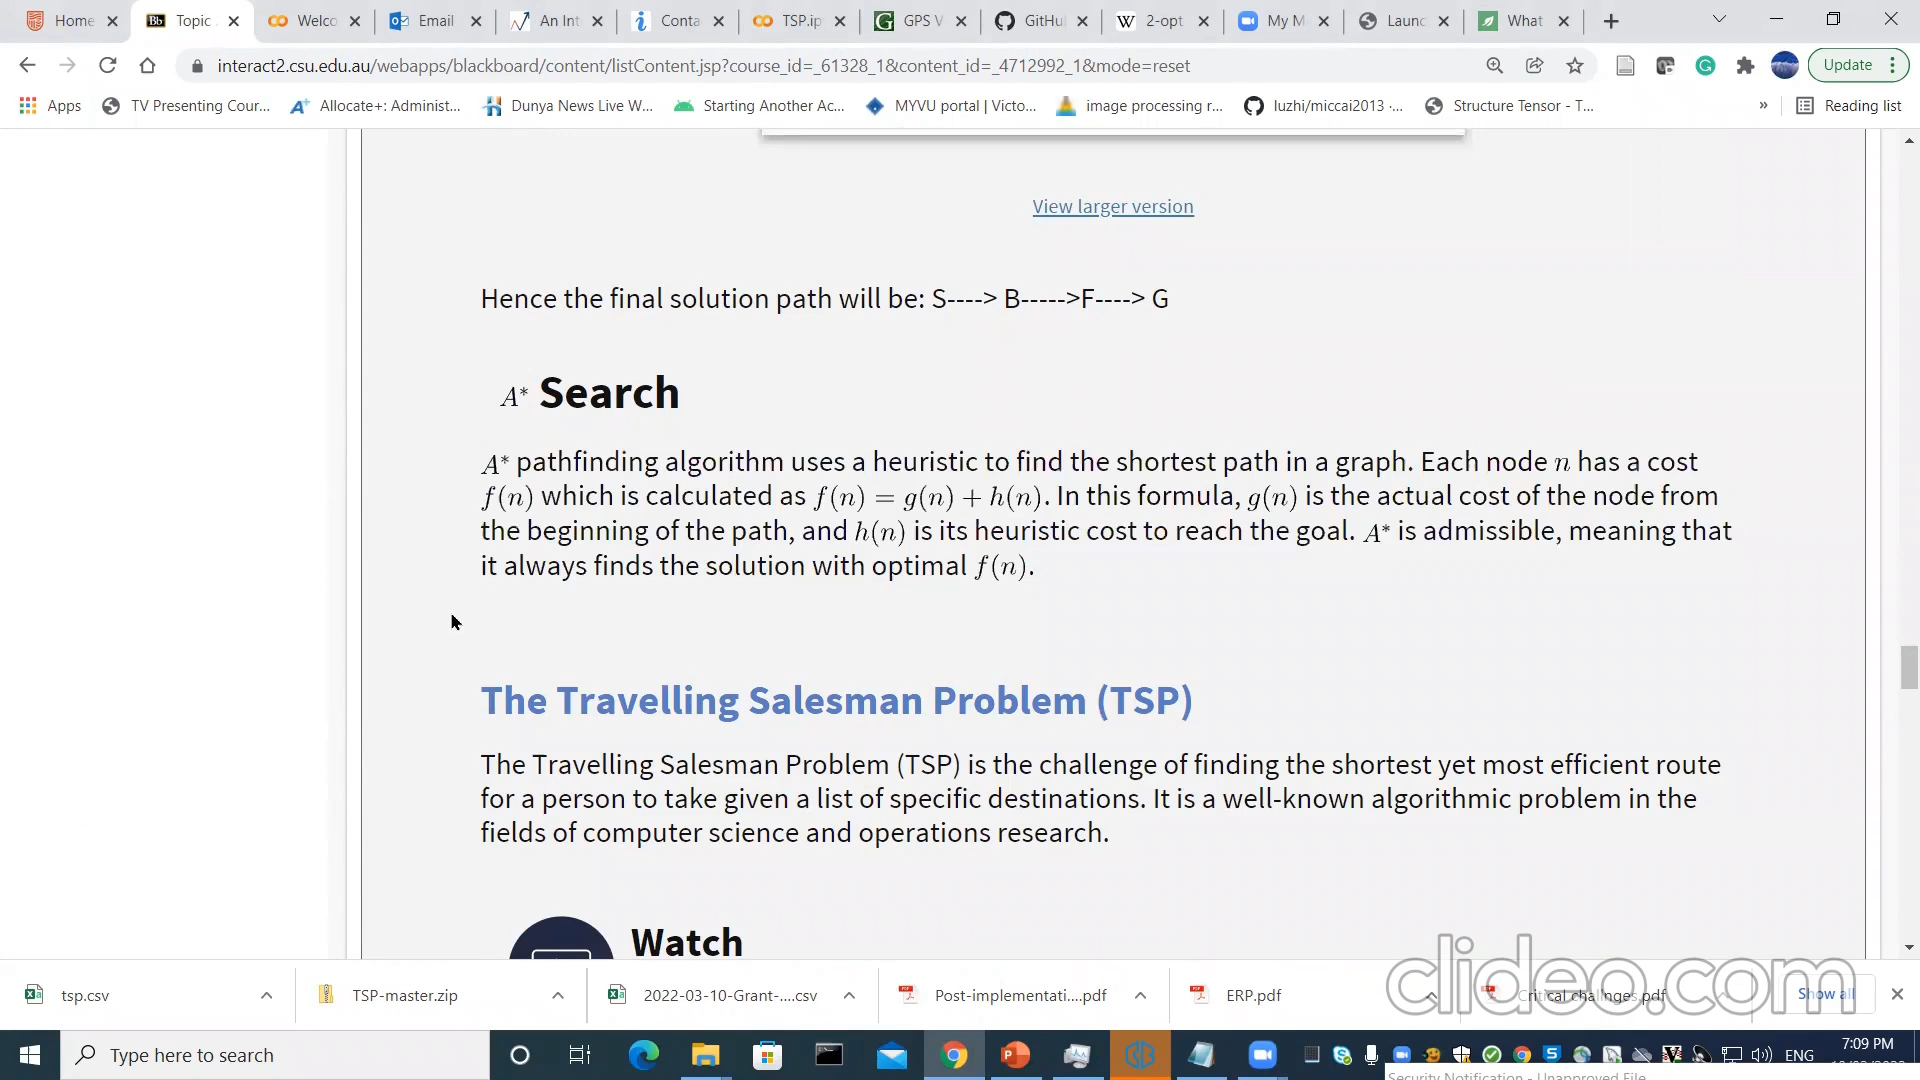 Home
Topic
Welco
Email
An Int
Conta
TSP.ip
GPS V
GitHu
2-opt
My M
Launc
What
interact2.csu.edu.au/webapps/blackboard/content/listContent.jsp?course_id=_61328_1&content_id=_4712992_1&mode=reset
Update
Apps
TV Presenting Cour...
Allocate+: Administ...
Dunya News Live W...
Starting Another Ac...
MYVU portal | Victo...
image processing r...
luzhi/miccai2013 ·...
Structure Tensor - T...
»
Reading list
View larger version
Hence the final solution path will be: S----> B----->F----> G
A* Search
A* pathfinding algorithm uses a heuristic to find the shortest path in a graph. Each node n has a cost
f(n) which is calculated as f(n) = g(n) + h(n). In this formula, g(n) is the actual cost of the node from
the beginning of the path, and h(n) is its heuristic cost to reach the goal. A* is admissible, meaning that
it always finds the solution with optimal f(n).
The Travelling Salesman Problem (TSP)
The Travelling Salesman Problem (TSP) is the challenge of finding the shortest yet most efficient route
for a person to take given a list of specific destinations. It is a well-known algorithmic problem in the
fields of computer science and operations research.
Watch
clideo.com
tsp.csv
TSP-master.zip
2022-03-10-Grant-....csv
Post-implementati....pdf
ERP.pdf
Critical challnges.pdf
Show all
Type here to search
ENG
7:09 PM
Security Notification - Unapproved File